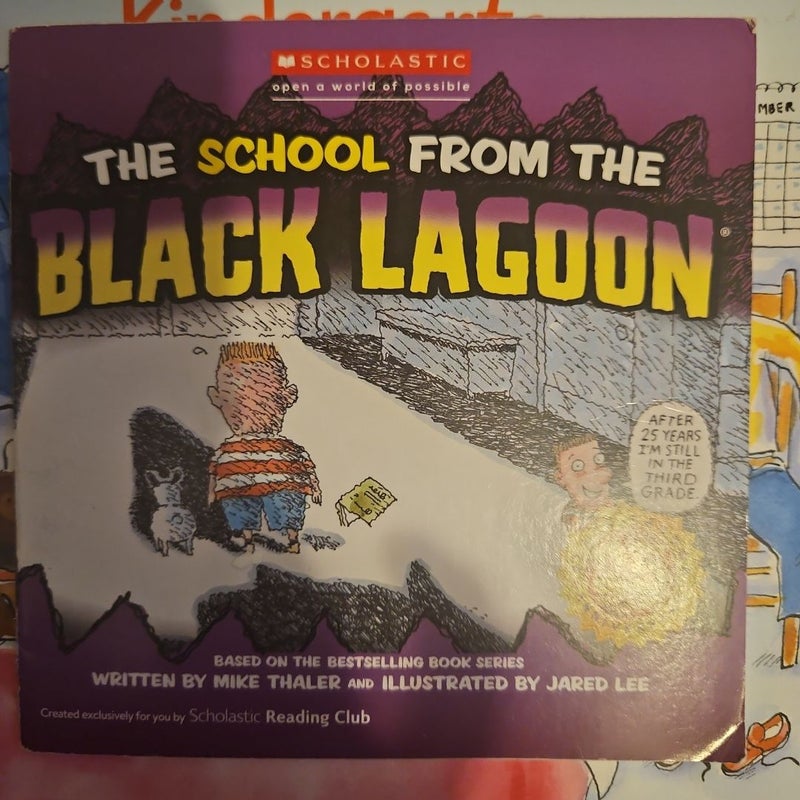 Kindergarte
SCHOLASTIC
open a world of possible
MBER
THE SCHOOL FROM THE
BLACK LAGOON®
AFTER
25 YEARS
I'M STILL
IN THE
THIRD
GRADE.
BASED ON THE BESTSELLING BOOK SERIES
WRITTEN BY MIKE THALER AND ILLUSTRATED BY JARED LEE
Created exclusively for you by Scholastic Reading Club